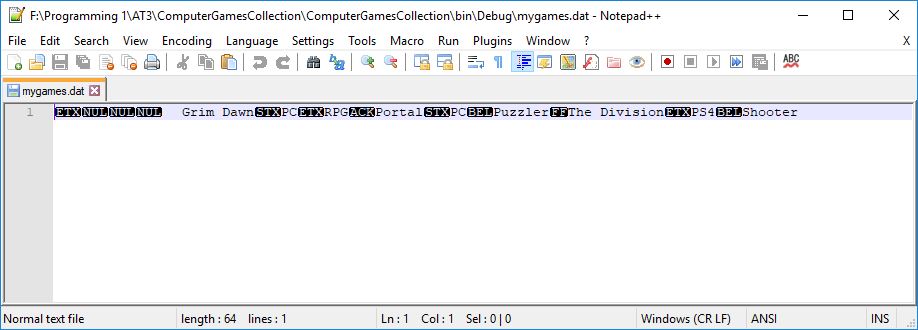 F:\Programming 1\AT3\ComputerGamesCollection\ComputerGamesCollection\bin\Debug\mygames.dat - Notepad++
File Edit Search View Encoding Language Settings Tools Macro Run Plugins Window ? X
ABC
mygames.dat
1 ETXNULNULNUL Grim DawnSTXPCETXRPGACKPortalSTXPCBELPuzzlerFFThe DivisionETXPS4BELShooter
Normal text file length : 64 lines : 1 Ln : 1 Col : 1 Sel : 0 | 0 Windows (CR LF) ANSI INS